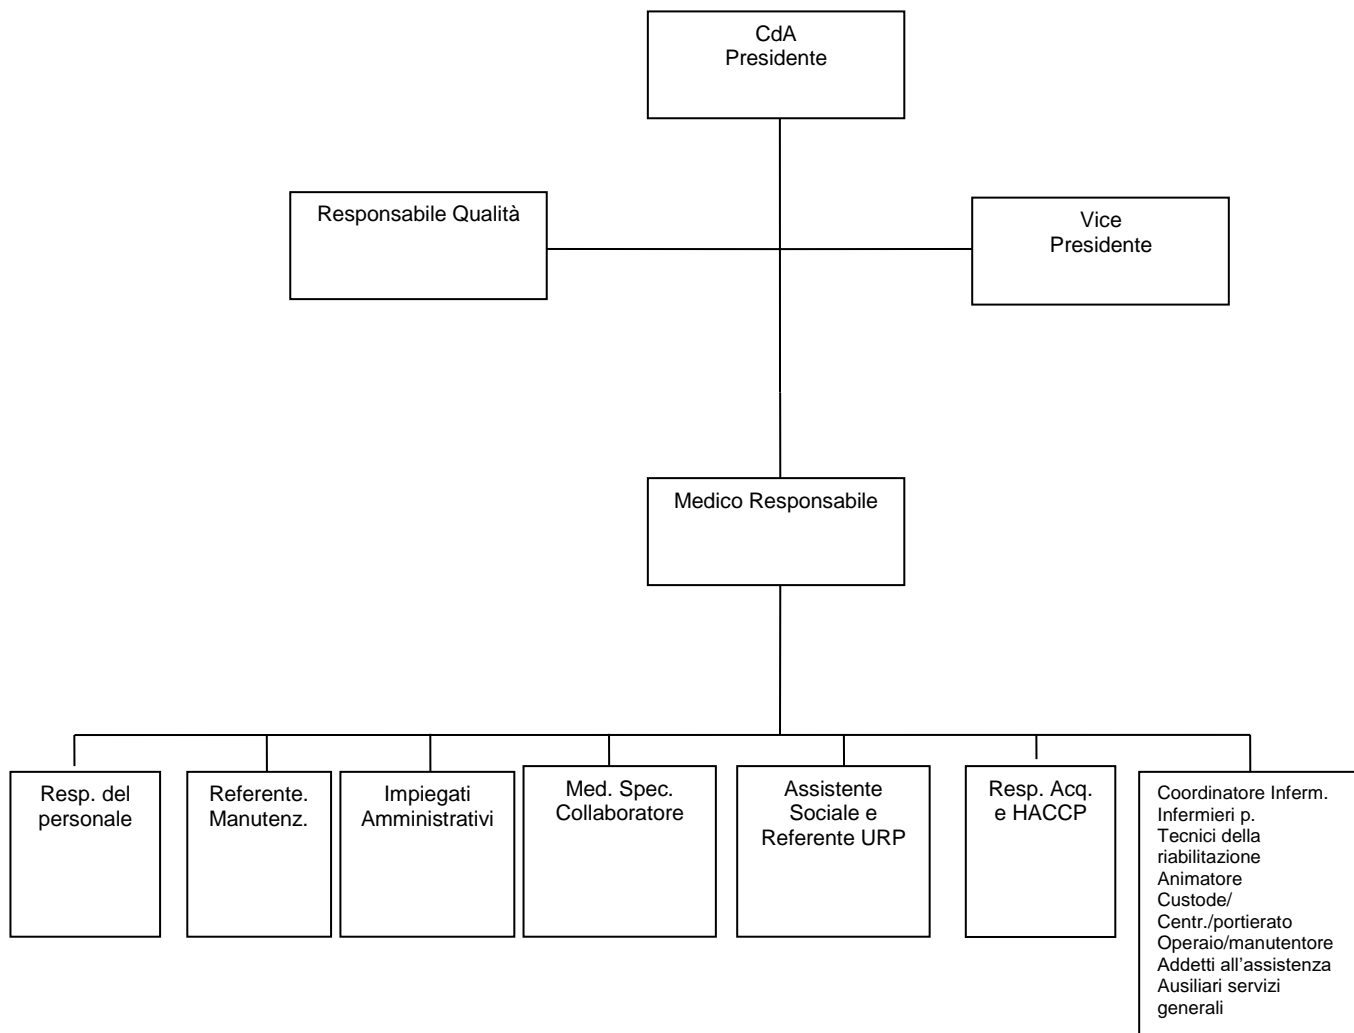 CdA
Presidente
Responsabile Qualità
Vice
Presidente
Medico Responsabile
Resp. del
personale
Referente.
Manutenz.
Impiegati
Amministrativi
Med. Spec.
Collaboratore
Assistente
Sociale e
Referente URP
Resp. Acq.
e HACCP
Coordinatore Inferm.
Infermieri p.
Tecnici della
riabilitazione
Animatore
Custode/
Centr./portierato
Operaio/manutentore
Addetti all’assistenza
Ausiliari servizi
generali